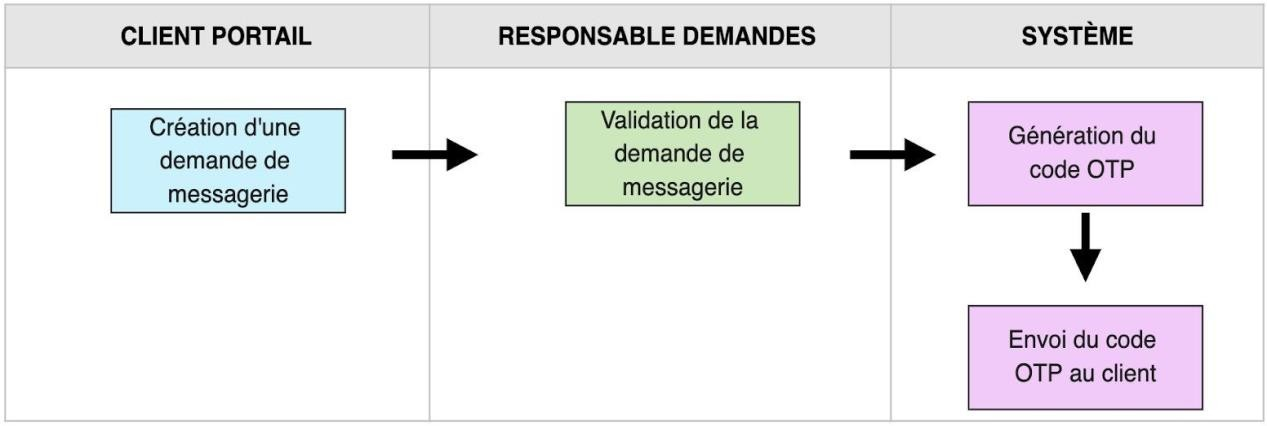 CLIENT PORTAIL
RESPONSABLE DEMANDES
SYSTÈME
Création d'une
demande de
messagerie
Validation de la
demande de
messagerie
Génération du
code OTP
Envoi du code
OTP au client